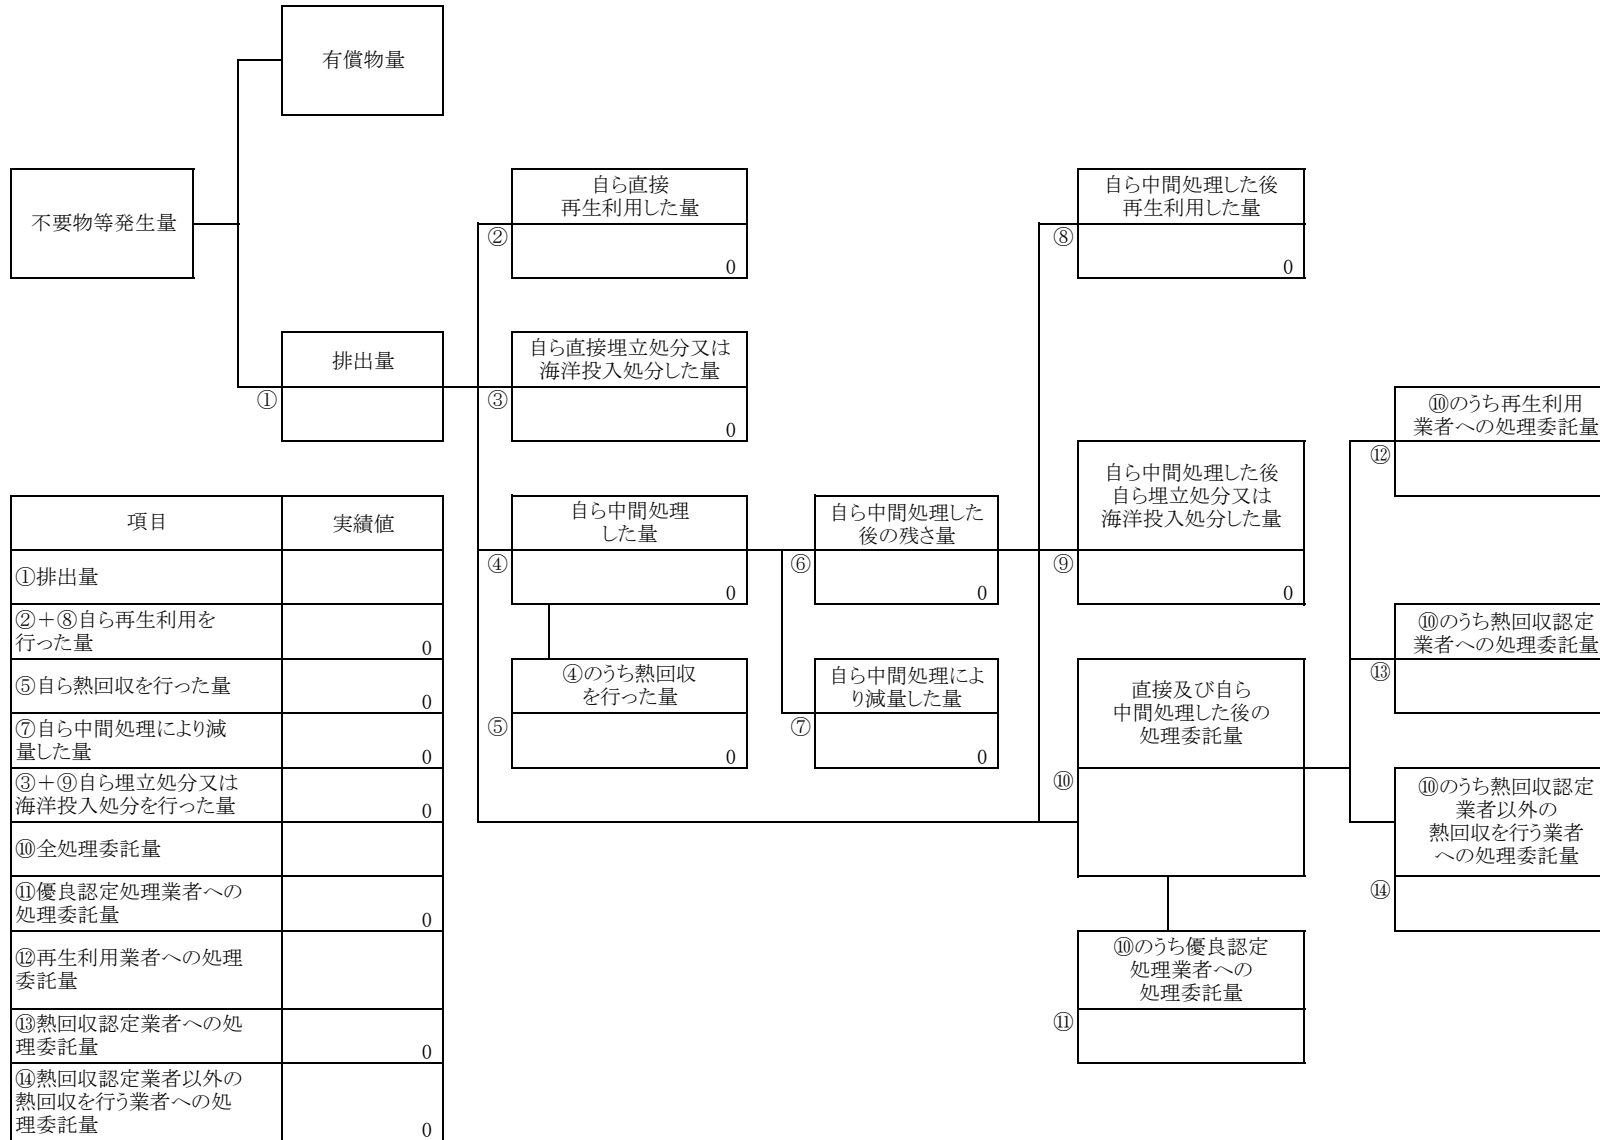 有償物量
不要物等発生量
自ら直接
再生利用した量
②
0
自ら中間処理した後
再生利用した量
⑧
0
排出量
①
自ら直接埋立処分又は
海洋投入処分した量
③
0
⑩のうち再生利用
業者への処理委託量
⑫
自ら中間処理
した量
④
0
自ら中間処理した
後の残さ量
⑥
0
自ら中間処理した後
自ら埋立処分又は
海洋投入処分した量
⑨
0
⑩のうち熱回収認定
業者への処理委託量
⑬
④のうち熱回収
を行った量
⑤
0
自ら中間処理によ
り減量した量
⑦
0
直接及び自ら
中間処理した後の
処理委託量
⑩
⑩のうち熱回収認定
業者以外の
熱回収を行う業者
への処理委託量
⑭
⑩のうち優良認定
処理業者への
処理委託量
⑪
項目
実績値
①排出量
②+⑧自ら再生利用を
行った量
0
⑤自ら熱回収を行った量
0
⑦自ら中間処理により減
量した量
0
③+⑨自ら埋立処分又は
海洋投入処分を行った量
0
⑩全処理委託量
⑪優良認定処理業者への
処理委託量
0
⑫再生利用業者への処理
委託量
⑬熱回収認定業者への処
理委託量
0
⑭熱回収認定業者以外の
熱回収を行う業者への処
理委託量
0